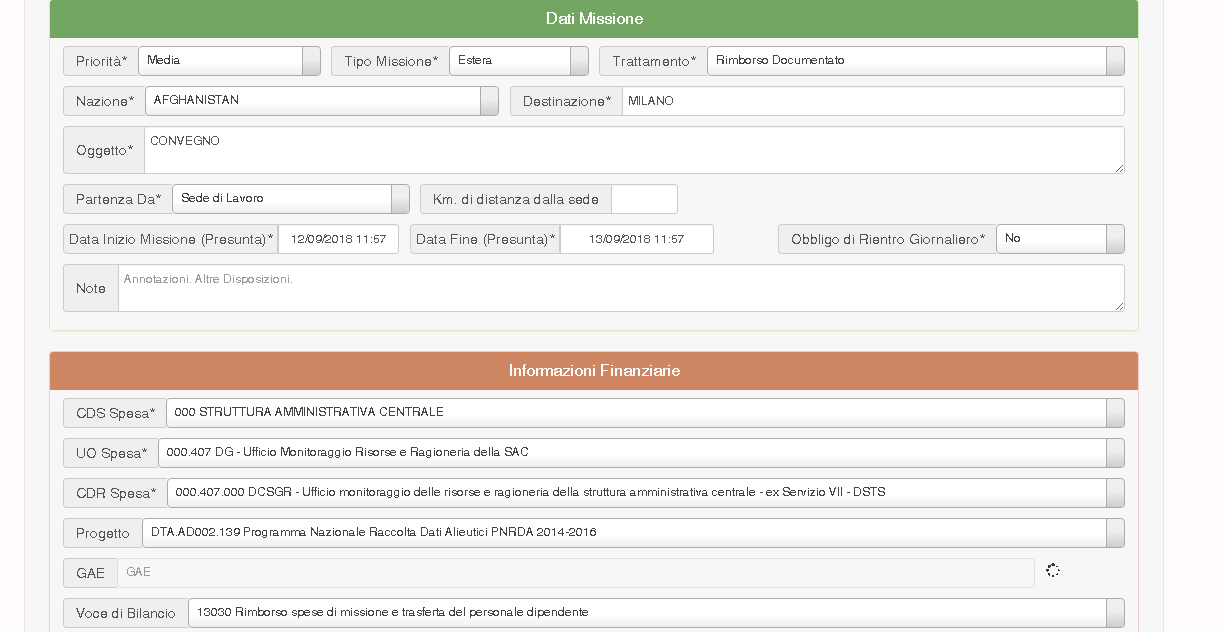 Dati Missione
Priorità* Media Tipo Missione* Estera Trattamento* Rimborso Documentato
Nazione* AFGHANISTAN Destinazione* MILANO
Oggetto* CONVEGNO
Partenza Da* Sede di Lavoro Km. di distanza dalla sede
Data Inizio Missione (Presunta)* 12/09/2018 11:57 Data Fine (Presunta)* 13/09/2018 11:57 Obbligo di Rientro Giornaliero* No
Note Annotazioni. Altre Disposizioni.
Informazioni Finanziarie
CDS Spesa* 000 STRUTTURA AMMINISTRATIVA CENTRALE
UO Spesa* 000.407 DG - Ufficio Monitoraggio Risorse e Ragioneria della SAC
CDR Spesa* 000.407.000 DCSGR - Ufficio monitoraggio delle risorse e ragioneria della struttura amministrativa centrale - ex Servizio VII - DSTS
Progetto DTA.AD002.139 Programma Nazionale Raccolta Dati Alieutici PNRDA 2014-2016
GAE GAE
Voce di Bilancio 13030 Rimborso spese di missione e trasferta del personale dipendente